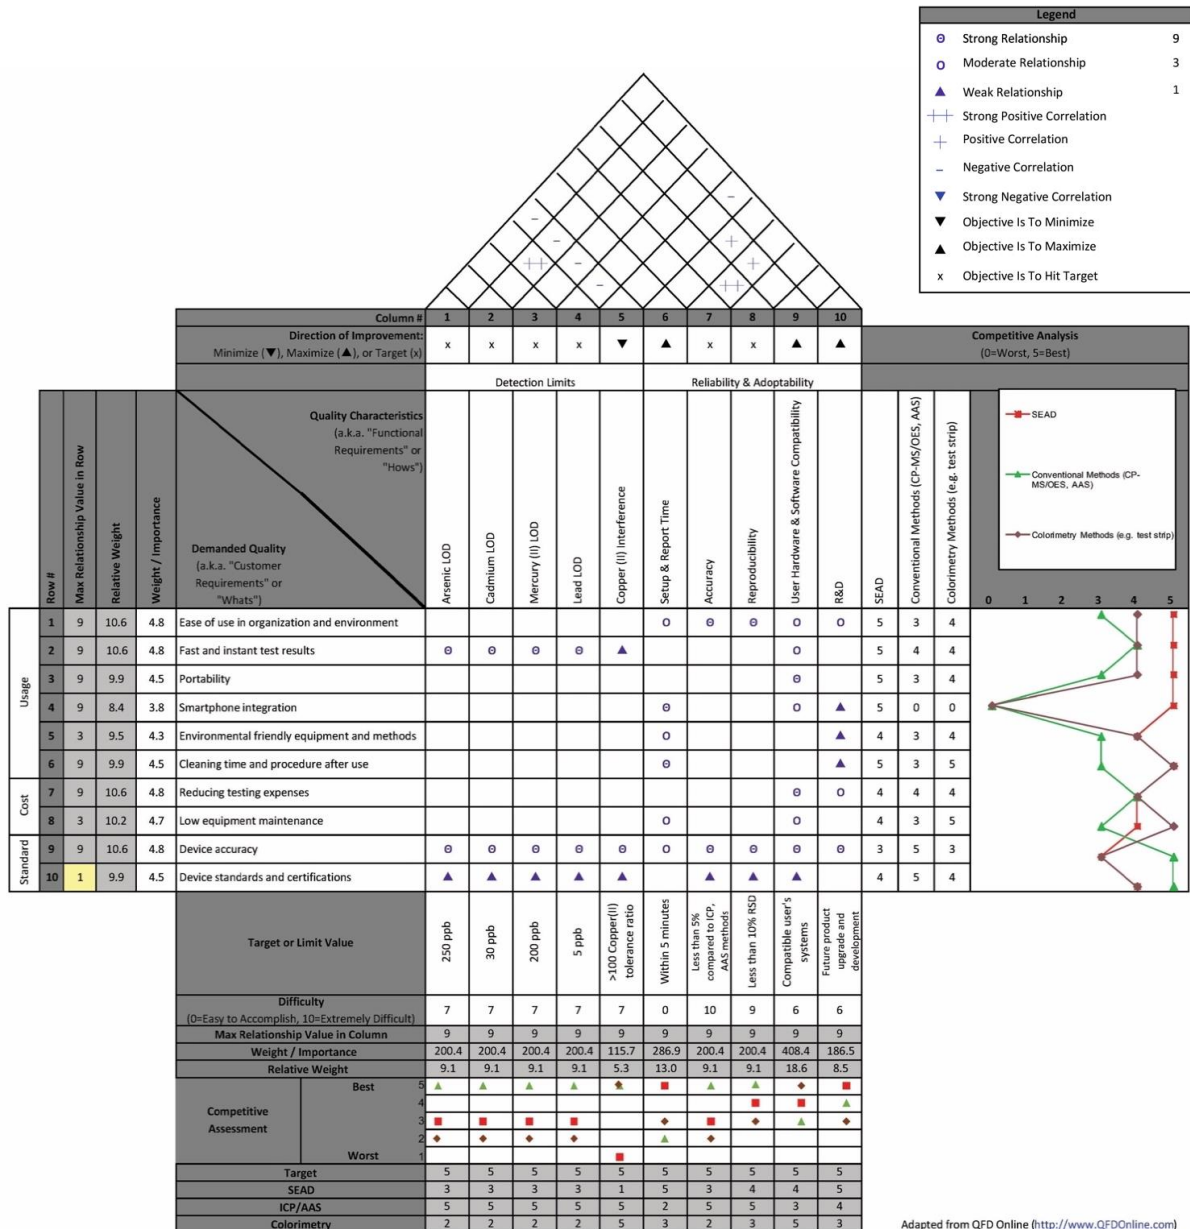 Legend
Θ Strong Relationship 9
O Moderate Relationship 3
▲ Weak Relationship 1
++ Strong Positive Correlation
+ Positive Correlation
− Negative Correlation
▼ Strong Negative Correlation
▼ Objective Is To Minimize
▲ Objective Is To Maximize
x Objective Is To Hit Target
Column # 1 2 3 4 5 6 7 8 9 10
Direction of Improvement:
Minimize (▼), Maximize (▲), or Target (x)
x x x x ▼ ▲ x x ▲ ▲
Competitive Analysis
(0=Worst, 5=Best)
Detection Limits
Reliability & Adoptability
Row #
Max Relationship Value in Row
Relative Weight
Weight / Importance
Quality Characteristics
(a.k.a. "Functional
Requirements" or
"Hows")
Demanded Quality
(a.k.a. "Customer
Requirements" or
"Whats")
Arsenic LOD
Cadmium LOD
Mercury (II) LOD
Lead LOD
Copper (II) Interference
Setup & Report Time
Accuracy
Reproducibility
User Hardware & Software Compatibility
R&D
SEAD
Conventional Methods (CP-MS/OES, AAS)
Colorimetry Methods (e.g. test strip)
SEAD
Conventional Methods (CP-
MS/OES, AAS)
Colorimetry Methods (e.g. test strip)
0 1 2 3 4 5
Usage
1 9 10.6 4.8 Ease of use in organization and environment O Θ Θ O O 5 3 4
2 9 10.6 4.8 Fast and instant test results Θ Θ Θ Θ ▲ O 5 4 4
3 9 9.9 4.5 Portability Θ 5 3 4
4 9 8.4 3.8 Smartphone integration Θ O ▲ 5 0 0
5 3 9.5 4.3 Environmental friendly equipment and methods O ▲ 4 3 4
6 9 9.9 4.5 Cleaning time and procedure after use Θ ▲ 5 3 5
Cost
7 9 10.6 4.8 Reducing testing expenses Θ O 4 4 4
8 3 10.2 4.7 Low equipment maintenance O O 4 3 5
Standard
9 9 10.6 4.8 Device accuracy Θ Θ Θ Θ Θ O Θ Θ Θ Θ 3 5 3
10 1 9.9 4.5 Device standards and certifications ▲ ▲ ▲ ▲ ▲ ▲ ▲ ▲ 4 5 4
Target or Limit Value
250 ppb
30 ppb
200 ppb
5 ppb
>100 Copper(II)
tolerance ratio
Within 5 minutes
Less than 5%
compared to ICP,
AAS methods
Less than 10% RSD
Compatible user's
systems
Future product
upgrade and
development
Difficulty
(0=Easy to Accomplish, 10=Extremely Difficult)
7 7 7 7 7 0 10 9 6 6
Max Relationship Value in Column 9 9 9 9 9 9 9 9 9 9
Weight / Importance 200.4 200.4 200.4 200.4 115.7 286.9 200.4 200.4 408.4 186.5
Relative Weight 9.1 9.1 9.1 9.1 5.3 13.0 9.1 9.1 18.6 8.5
Competitive
Assessment
Best 5
4
3
2
Worst 1
Target 5 5 5 5 5 5 5 5 5 5
SEAD 3 3 3 3 1 5 3 4 4 5
ICP/AAS 5 5 5 5 5 2 5 5 3 4
Colorimetry 2 2 2 2 5 3 2 3 5 3
Adapted from QFD Online (http://www.QFDOnline.com)